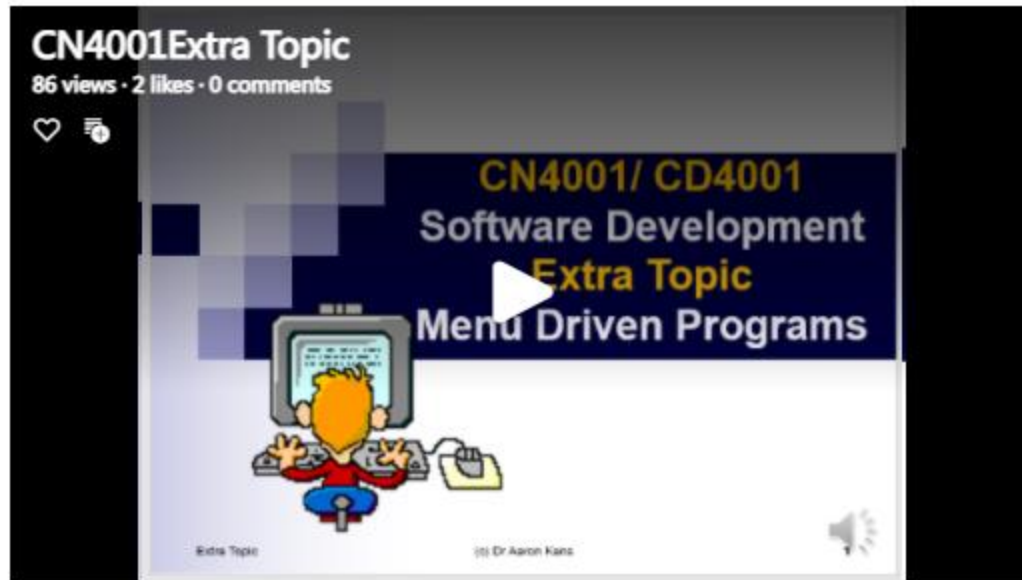 CN4001Extra Topic
86 views · 2 likes · 0 comments
CN4001/ CD4001
Software Development
Extra Topic
Menu Driven Programs
Extra Topic
(c) Dr Aaron Kans
1